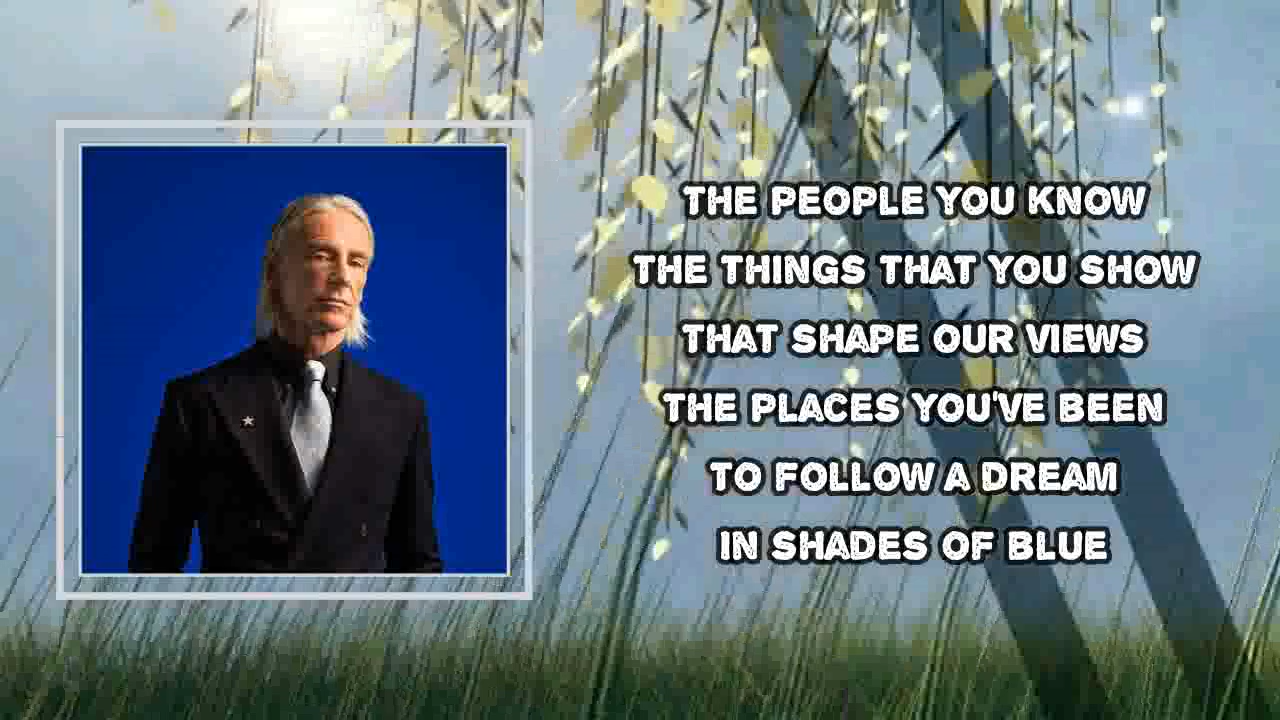 THE PEOPLE YOU KNOW
THE THINGS THAT YOU SHOW
THAT SHAPE OUR VIEWS
THE PLACES YOU'VE BEEN
TO FOLLOW A DREAM
IN SHADES OF BLUE